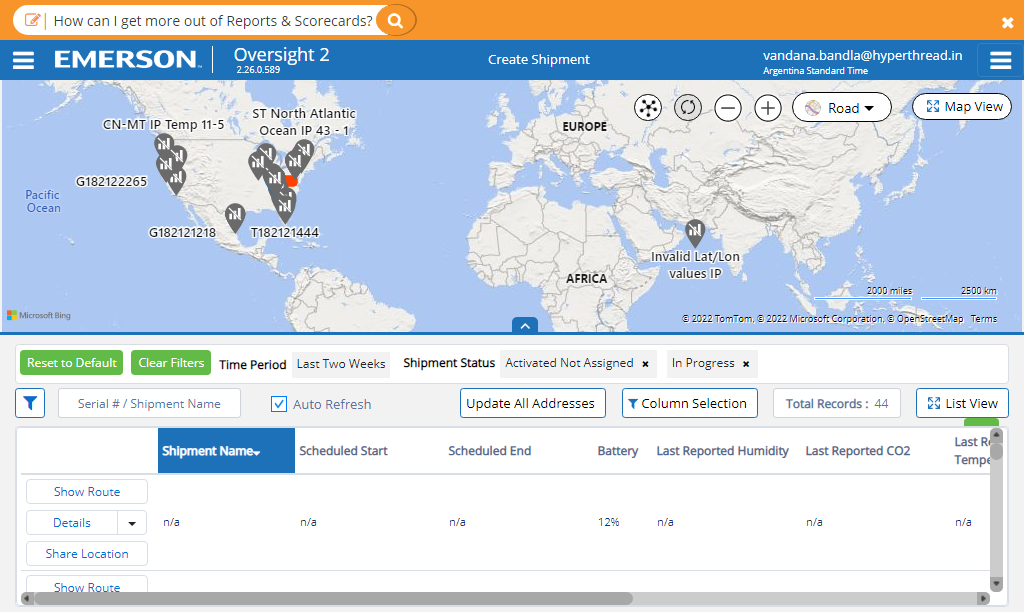 How can I get more out of Reports & Scorecards?
EMERSON
Oversight 2
2.26.0.589
Create Shipment
vandana.bandla@hyperthread.in
Argentina Standard Time
CN-MT IP Temp 11-5
ST North Atlantic
Ocean IP 43 - 1
EUROPE
Road
Map View
G182122265
Pacific
Ocean
G182121218
T182121444
Invalid Lat/Lon
values IP
AFRICA
2000 miles
2500 km
Microsoft Bing
© 2022 TomTom, © 2022 Microsoft Corporation, © OpenStreetMap Terms
Reset to Default
Clear Filters
Time Period
Last Two Weeks
Shipment Status
Activated Not Assigned ×
In Progress ×
Serial # / Shipment Name
Auto Refresh
Update All Addresses
Column Selection
Total Records : 44
List View
Shipment Name
Scheduled Start
Scheduled End
Battery
Last Reported Humidity
Last Reported CO2
Last
Show Route
Details
Share Location
n/a
n/a
n/a
12%
n/a
n/a
n/a
Show Route